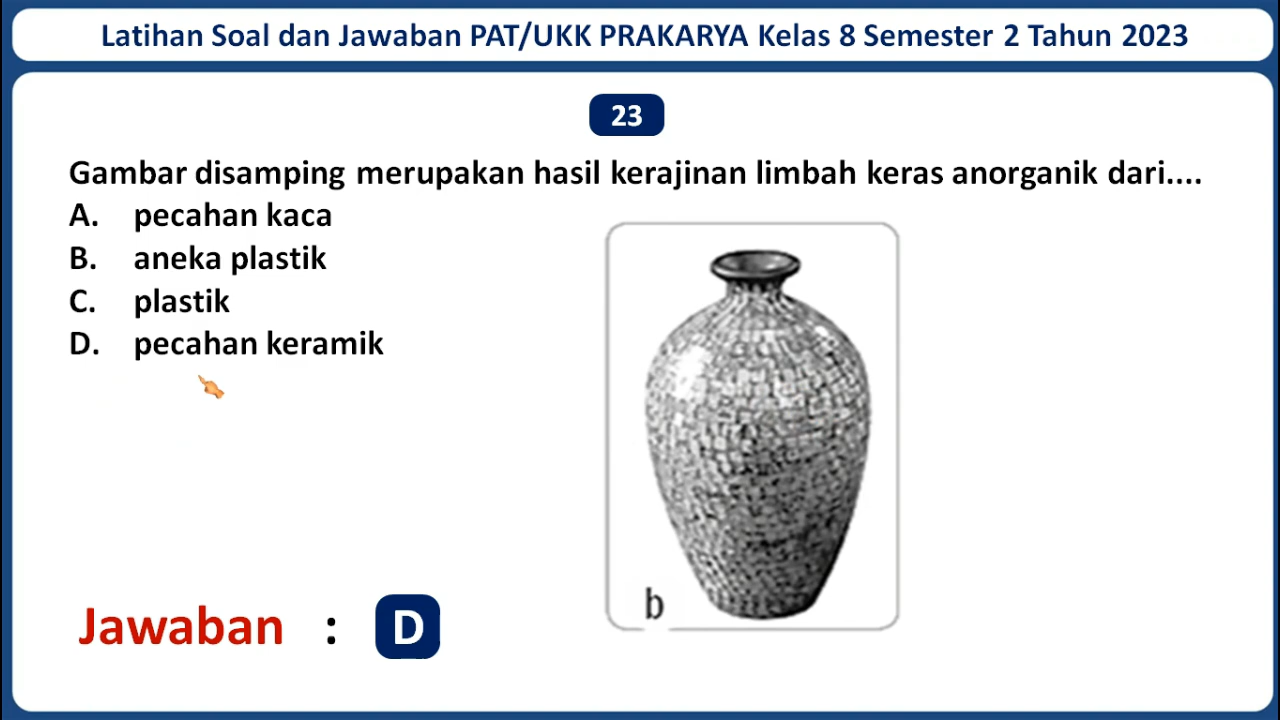 Latihan Soal dan Jawaban PAT/UKK PRAKARYA Kelas 8 Semester 2 Tahun 2023
23
Gambar disamping merupakan hasil kerajinan limbah keras anorganik dari....
A. pecahan kaca
B. aneka plastik
C. plastik
D. pecahan keramik
b
Jawaban : D